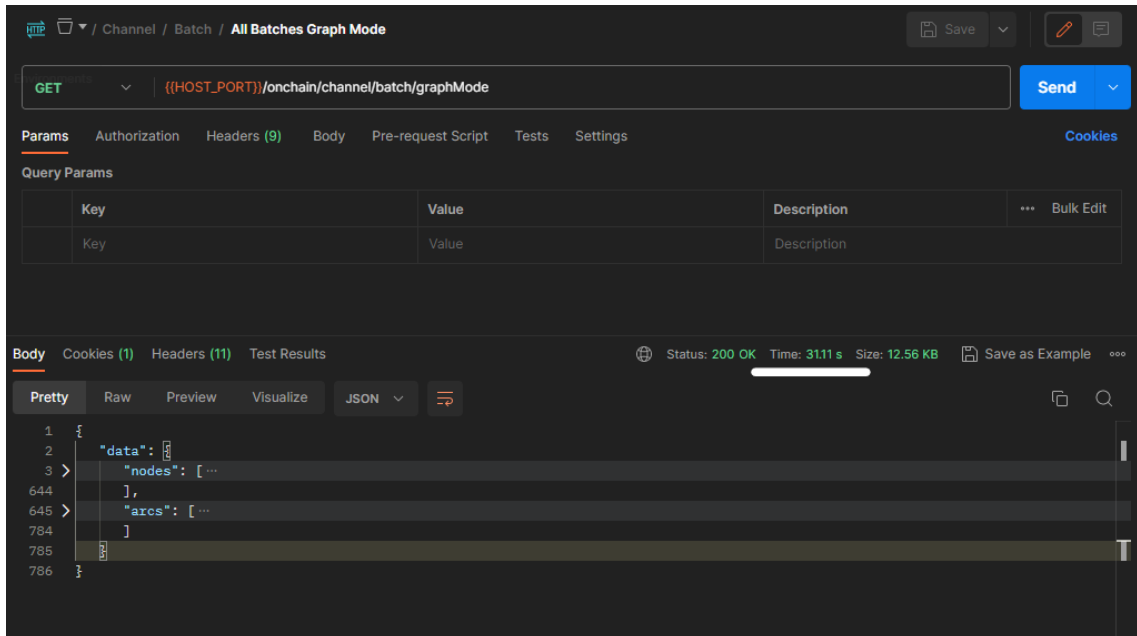 HTTP / Channel / Batch / All Batches Graph Mode Save
GET {{HOST_PORT}}/onchain/channel/batch/graphMode Send
Params Authorization Headers (9) Body Pre-request Script Tests Settings Cookies
Query Params
Key Value Description ••• Bulk Edit
Key Value Description
Body Cookies (1) Headers (11) Test Results Status: 200 OK Time: 31.11 s Size: 12.56 KB Save as Example ooo
Pretty Raw Preview Visualize JSON
1 {
2 "data": {
3 "nodes": [ ···
644 ],
645 "arcs": [ ···
784 ]
785 }
786 }